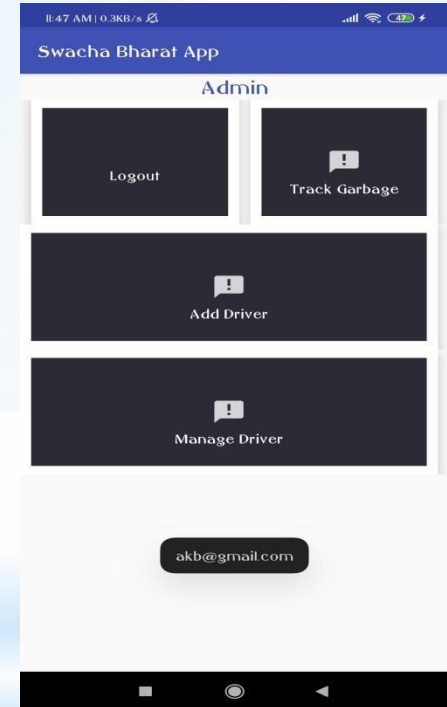 11:47 AM | 0.3KB/s
42
Swacha Bharat App
Admin
Logout
Track Garbage
Add Driver
Manage Driver
akb@gmail.com